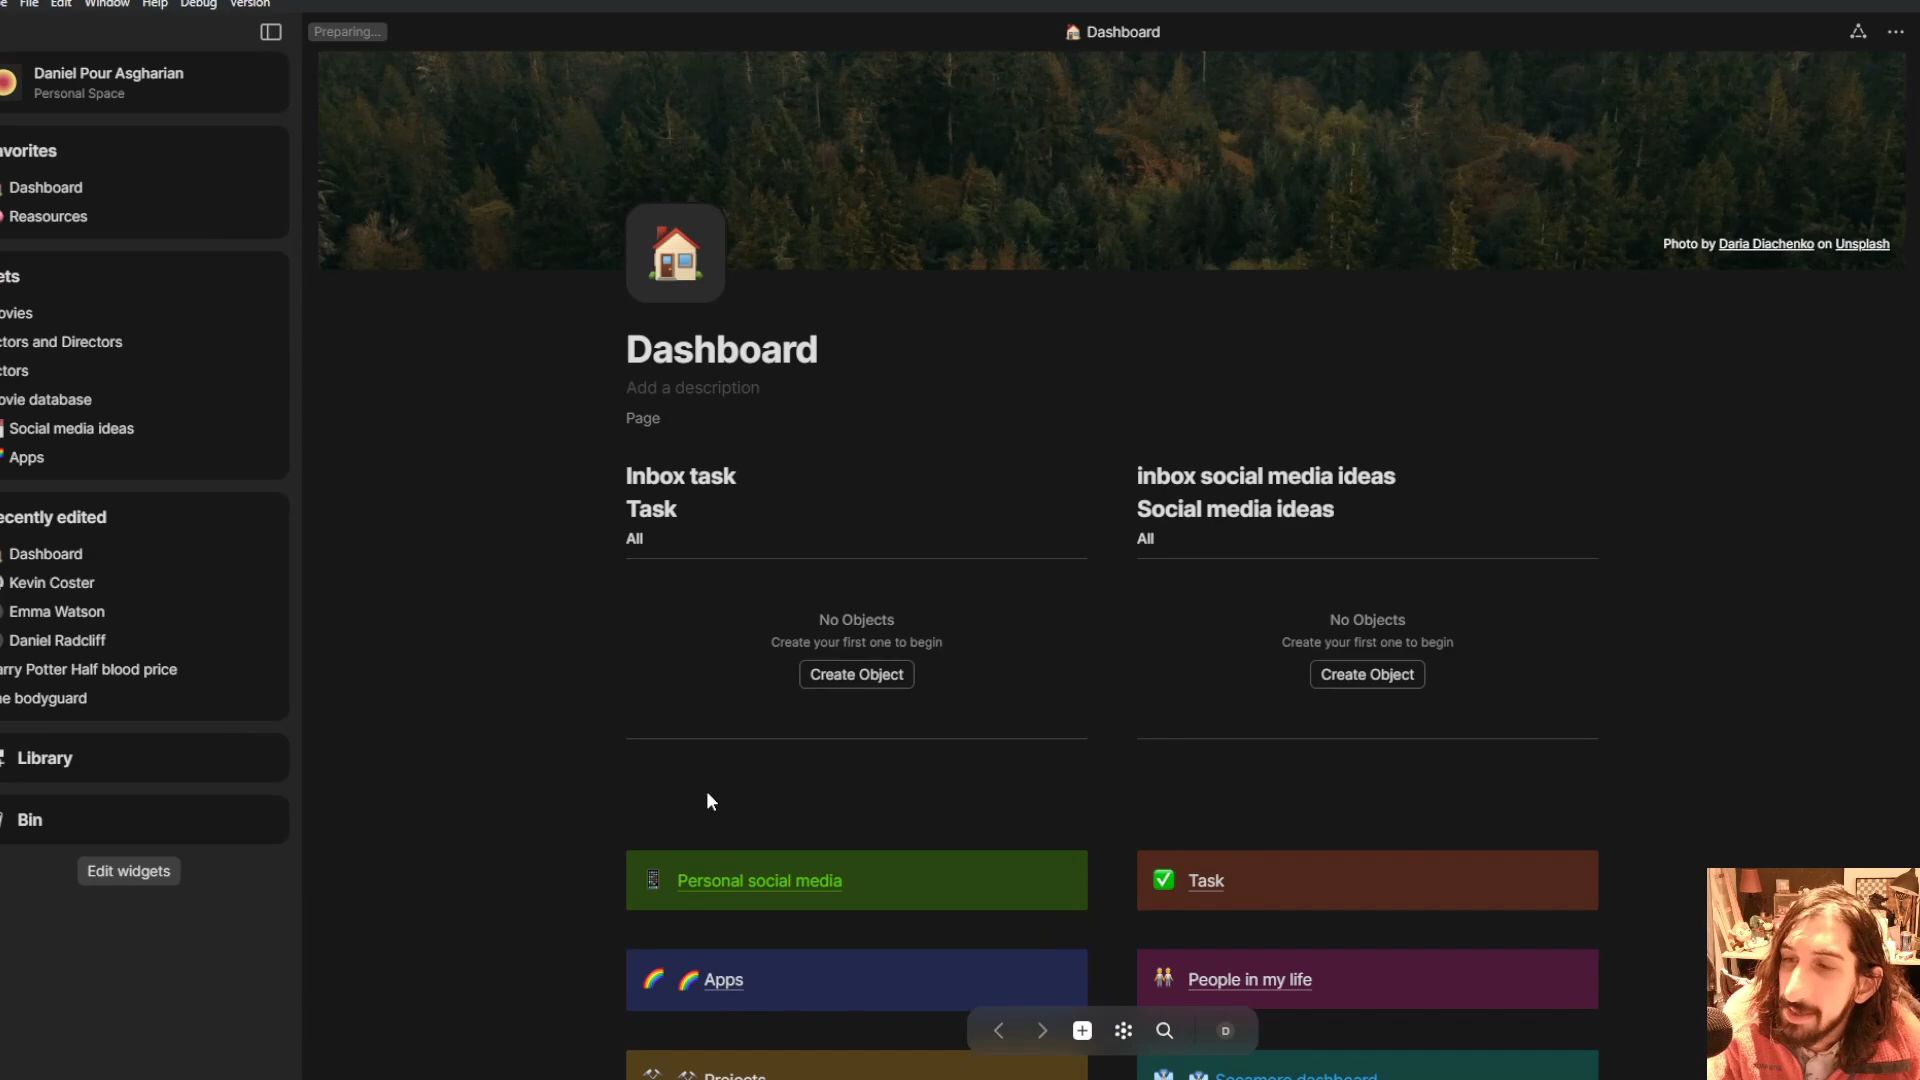 File Edit Window Help Debug Version
Preparing...
Dashboard
Daniel Pour Asgharian
Personal Space
avorites
Dashboard
Reasources
ets
ovies
ctors and Directors
ctors
ovie database
Social media ideas
Apps
ecently edited
Dashboard
Kevin Coster
Emma Watson
Daniel Radcliff
arry Potter Half blood price
e bodyguard
Library
Bin
Edit widgets
Photo by Daria Diachenko on Unsplash
Dashboard
Add a description
Page
Inbox task
Task
All
No Objects
Create your first one to begin
Create Object
inbox social media ideas
Social media ideas
All
No Objects
Create your first one to begin
Create Object
Personal social media
Task
Apps
People in my life
Projects
D